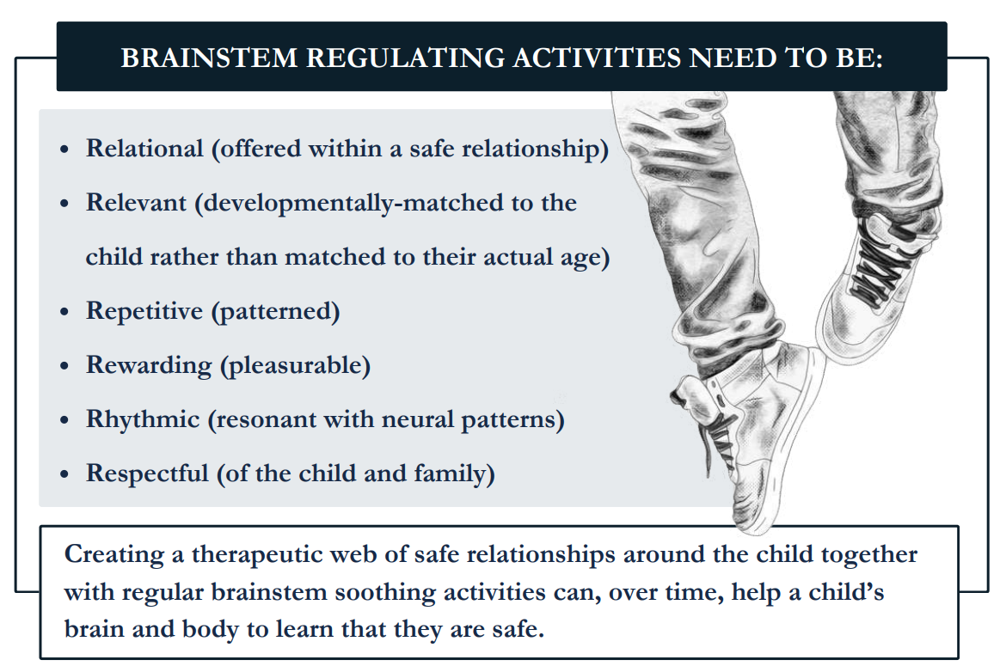 BRAINSTEM REGULATING ACTIVITIES NEED TO BE:
• Relational (offered within a safe relationship)
• Relevant (developmentally-matched to the
child rather than matched to their actual age)
• Repetitive (patterned)
• Rewarding (pleasurable)
• Rhythmic (resonant with neural patterns)
• Respectful (of the child and family)
Creating a therapeutic web of safe relationships around the child together
with regular brainstem soothing activities can, over time, help a child’s
brain and body to learn that they are safe.